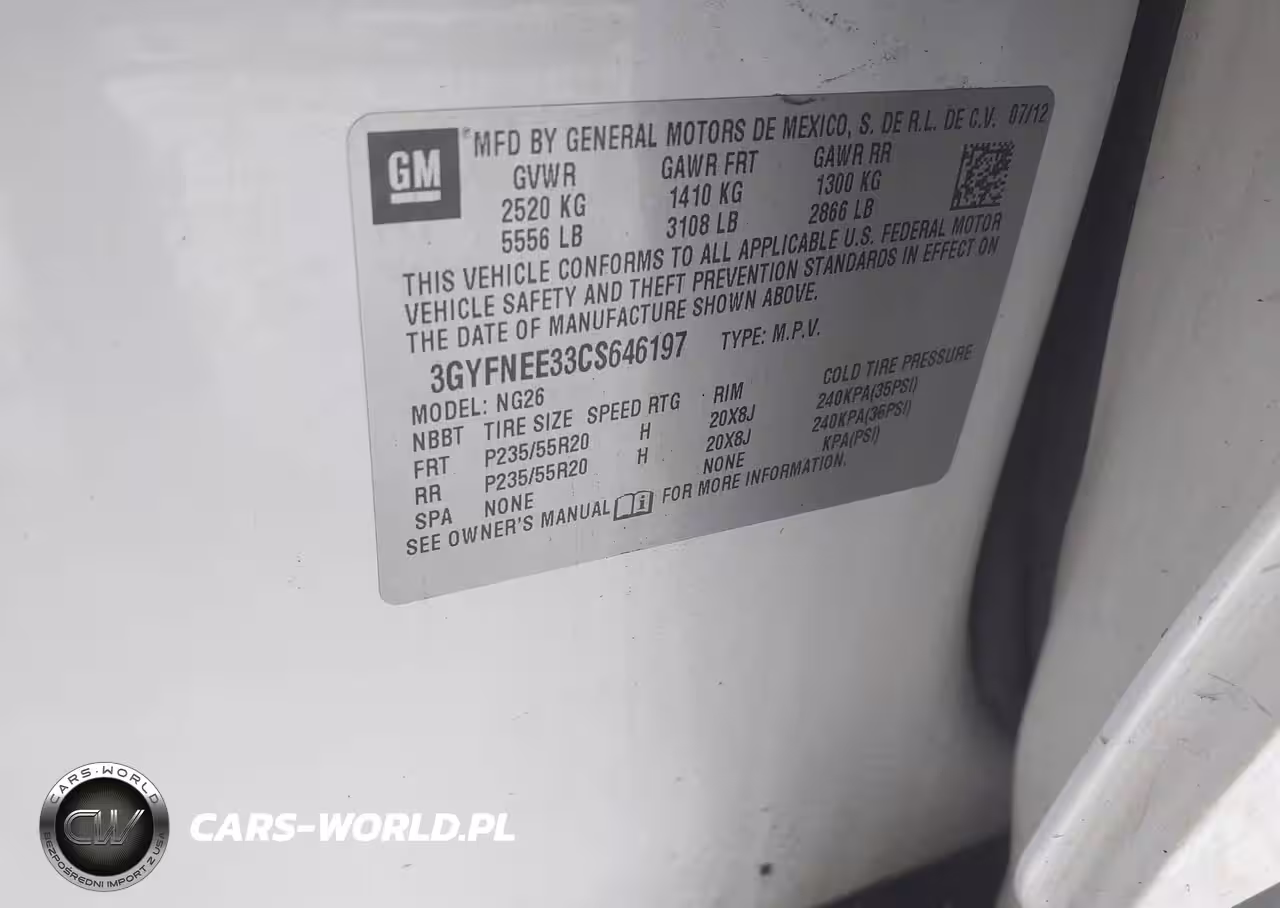 GM
® MFD BY GENERAL MOTORS DE MEXICO, S. DE R.L. DE C.V. 07/12
GVWR GAWR FRT GAWR RR
2520 KG 1410 KG 1300 KG
5556 LB 3108 LB 2866 LB
THIS VEHICLE CONFORMS TO ALL APPLICABLE U.S. FEDERAL MOTOR
VEHICLE SAFETY AND THEFT PREVENTION STANDARDS IN EFFECT ON
THE DATE OF MANUFACTURE SHOWN ABOVE.
3GYFNEE33CS646197 TYPE: M.P.V.
MODEL: NG26
NBBT TIRE SIZE SPEED RTG RIM COLD TIRE PRESSURE
FRT P235/55R20 H 20X8J 240KPA(35PSI)
RR P235/55R20 H 20X8J 240KPA(36PSI)
SPA NONE NONE KPA(PSI)
SEE OWNER'S MANUAL FOR MORE INFORMATION.
CARS-WORLD
CW
BEZPOŚREDNI IMPORT Z USA
CARS-WORLD.PL